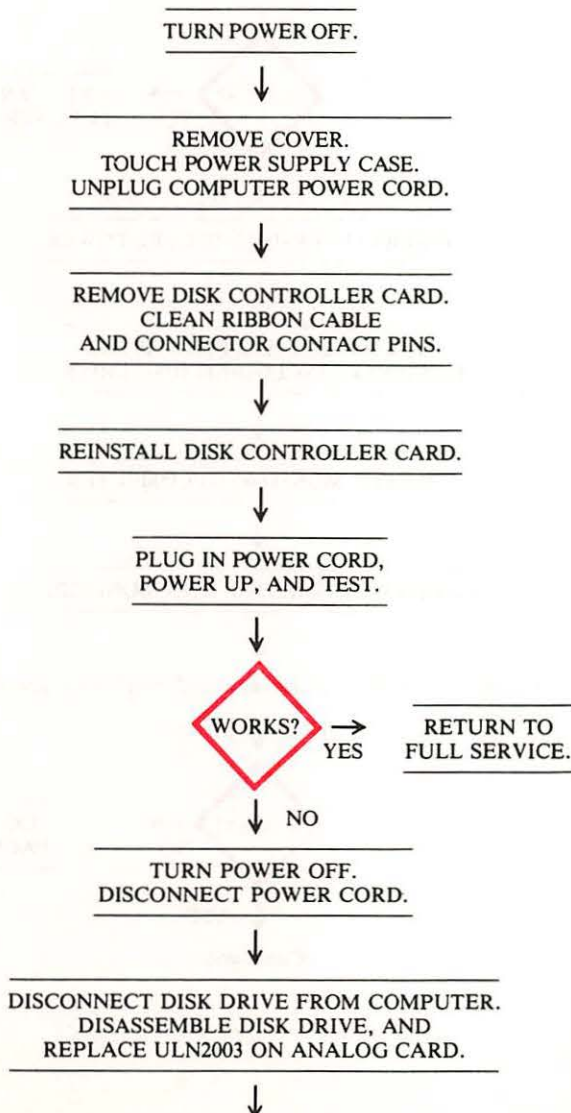 TURN POWER OFF.
REMOVE COVER.
TOUCH POWER SUPPLY CASE.
UNPLUG COMPUTER POWER CORD.
REMOVE DISK CONTROLLER CARD.
CLEAN RIBBON CABLE
AND CONNECTOR CONTACT PINS.
REINSTALL DISK CONTROLLER CARD.
PLUG IN POWER CORD,
POWER UP, AND TEST.
WORKS?
YES
RETURN TO
FULL SERVICE.
NO
TURN POWER OFF.
DISCONNECT POWER CORD.
DISCONNECT DISK DRIVE FROM COMPUTER.
DISASSEMBLE DISK DRIVE, AND
REPLACE ULN2003 ON ANALOG CARD.